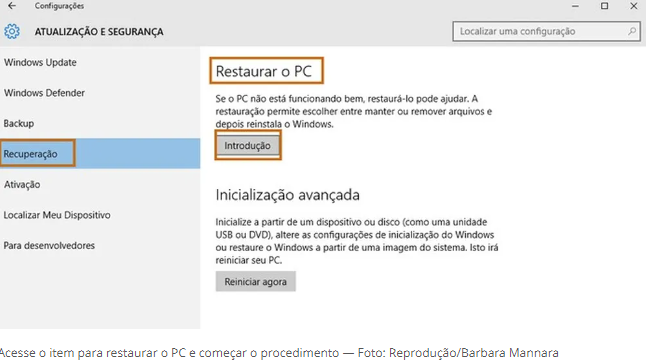 Configurações
ATUALIZAÇÃO E SEGURANÇA
Localizar uma configuração
Windows Update
Windows Defender
Backup
Recuperação
Ativação
Localizar Meu Dispositivo
Para desenvolvedores
Restaurar o PC
Se o PC não está funcionando bem, restaurá-lo pode ajudar. A
restauração permite escolher entre manter ou remover arquivos e
depois reinstala o Windows.
Introdução
Inicialização avançada
Inicialize a partir de um dispositivo ou disco (como uma unidade
USB ou DVD), altere as configurações de inicialização do Windows
ou restaure o Windows a partir de uma imagem do sistema. Isto irá
reiniciar seu PC.
Reiniciar agora
Acesse o item para restaurar o PC e começar o procedimento — Foto: Reprodução/Barbara Mannara